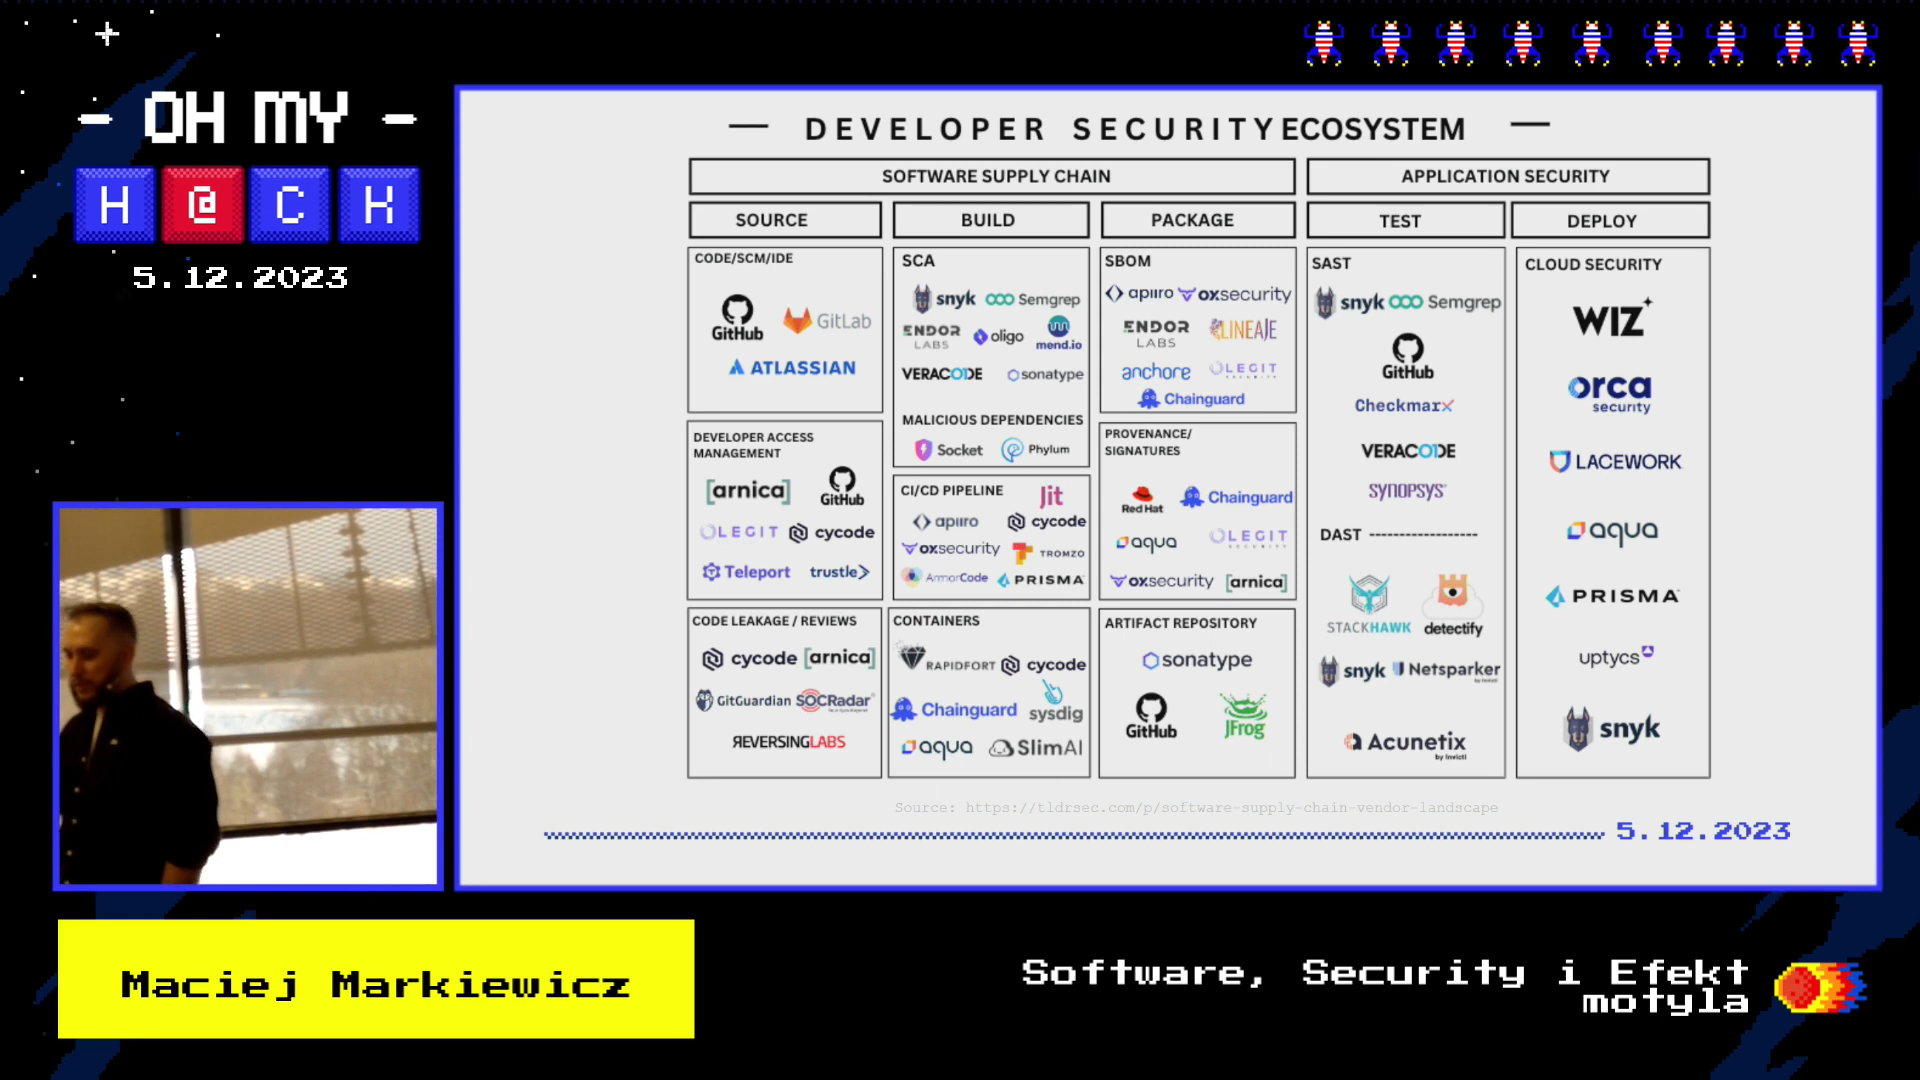 - OH MY -
H @ C K
5.12.2023
DEVELOPER SECURITY ECOSYSTEM
SOFTWARE SUPPLY CHAIN
APPLICATION SECURITY
SOURCE
BUILD
PACKAGE
TEST
DEPLOY
CODE/SCM/IDE
GitHub GitLab
ATLASSIAN
DEVELOPER ACCESS
MANAGEMENT
[arnica] GitHub
LEGIT cycode
Teleport trustle
CODE LEAKAGE / REVIEWS
cycode [arnica]
GitGuardian SOCRadar
REVERSINGLABS
SCA
snyk Semgrep
ENDOR LABS oligo mend.io
VERACODE sonatype
MALICIOUS DEPENDENCIES
Socket Phylum
CI/CD PIPELINE Jit
apiiro cycode
oxsecurity TROMZO
ArmorCode PRISMA
CONTAINERS
RAPIDFORT cycode
Chainguard sysdig
aqua SlimAI
SBOM
apiiro oxsecurity
ENDOR LABS LINEAJE
anchore LEGIT SECURITY
Chainguard
PROVENANCE/
SIGNATURES
Red Hat Chainguard
aqua LEGIT SECURITY
oxsecurity [arnica]
ARTIFACT REPOSITORY
sonatype
GitHub JFrog
SAST
snyk Semgrep
GitHub
Checkmarx
VERACODE
SYNOPSYS
DAST ------------------
STACKHAWK detectify
snyk Netsparker
by Invicti
Acunetix
by Invicti
CLOUD SECURITY
WIZ
orca
security
LACEWORK
aqua
PRISMA
uptycs
snyk
Source: https://tldrsec.com/p/software-supply-chain-vendor-landscape
5.12.2023
Maciej Markiewicz
Software, Security i Efekt
motyla